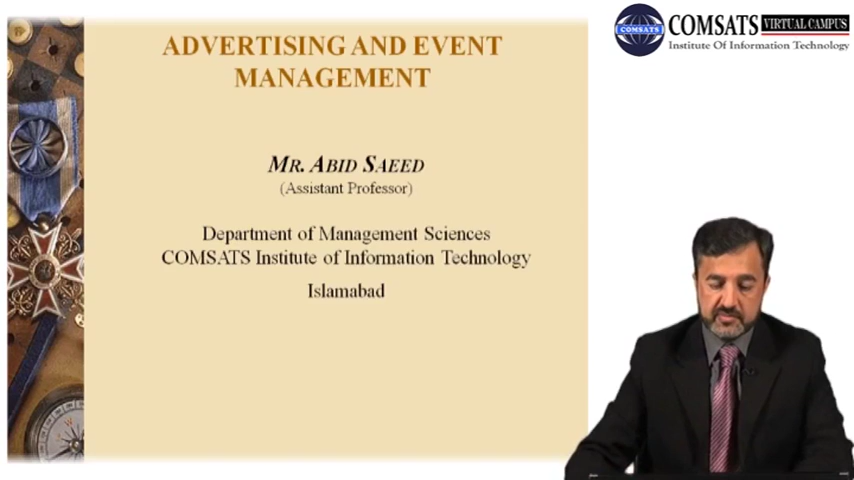 ADVERTISING AND EVENT
MANAGEMENT
MR. ABID SAEED
(Assistant Professor)
Department of Management Sciences
COMSATS Institute of Information Technology
Islamabad
COMSATS
COMSATS VIRTUAL CAMPUS
Institute Of Information Technology